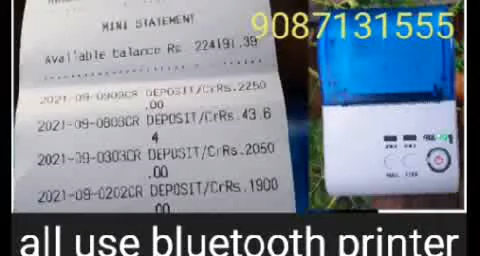 MINI STATEMENT
9087131555
Available balance Rs. 224191.39
2021-09-0909CR DEPOSIT/CrRs.2250
.00
2021-09-0808CR DEPOSIT/CrRs.43.6
4
2021-09-0303CR DEPOSIT/CrRs.2050
.00
2021-09-0202CR DEPOSIT/CrRs.1900
.00
all use bluetooth printer